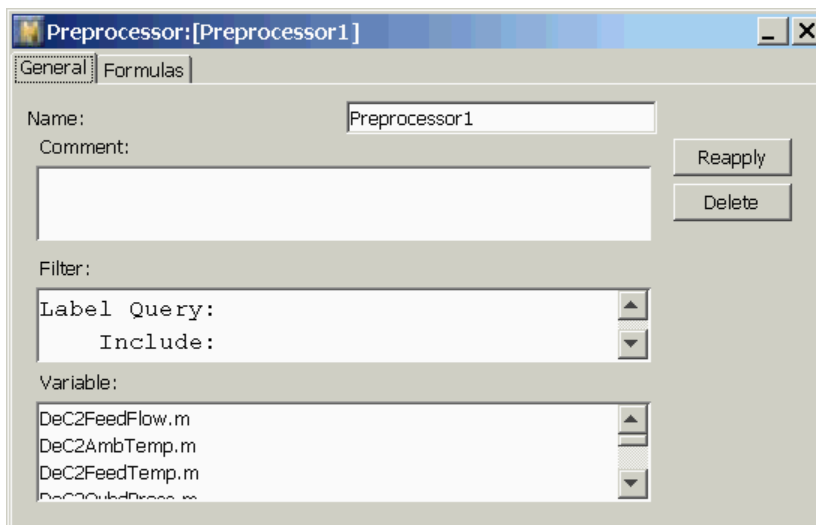 Preprocessor:[Preprocessor1]
General Formulas
Name: Preprocessor1
Comment:
Reapply
Delete
Filter:
Label Query:
Include:
Variable:
DeC2FeedFlow.m
DeC2AmbTemp.m
DeC2FeedTemp.m